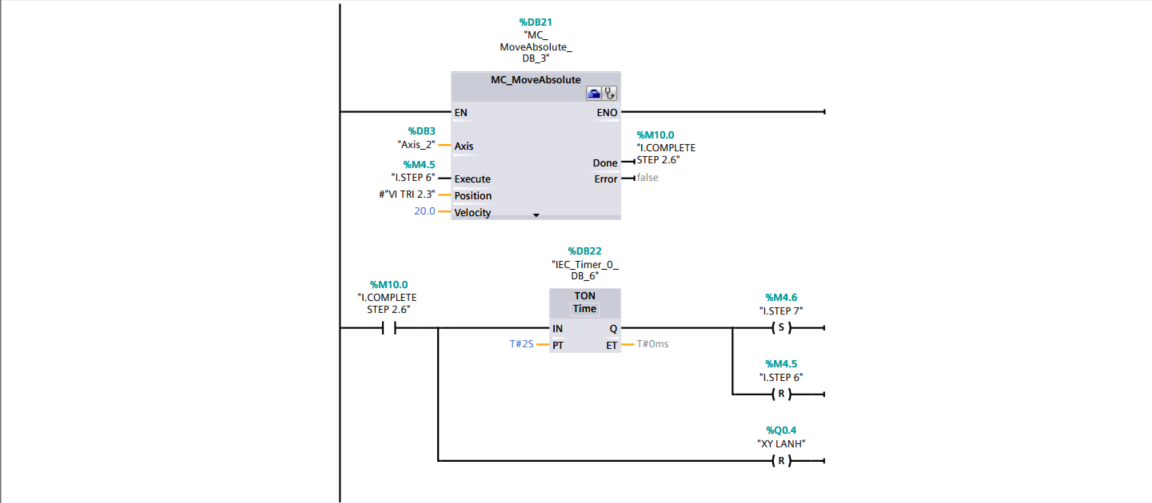 %DB21
"MC_
MoveAbsolute_
DB_3"
MC_MoveAbsolute
EN
ENO
%DB3
"Axis_2"
Axis
%M10.0
"I.COMPLETE
STEP 2.6"
Done
%M4.5
"I.STEP 6"
Execute
Error
false
#"VI TRI 2.3"
Position
20.0
Velocity
%DB22
"IEC_Timer_0_
DB_6"
TON
Time
%M10.0
"I.COMPLETE
STEP 2.6"
IN
Q
T#2S
PT
ET
T#0ms
%M4.6
"I.STEP 7"
S
%M4.5
"I.STEP 6"
R
%Q0.4
"XY LANH"
R